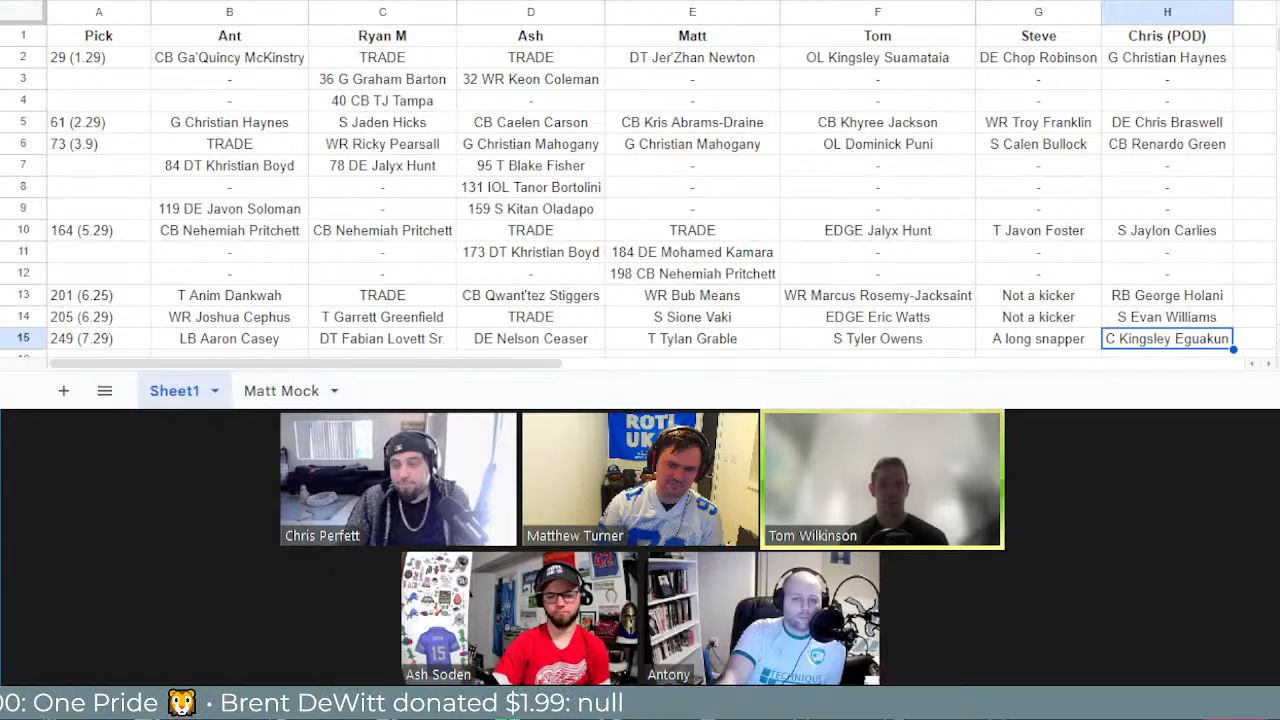 A B C D E F G H
1 Pick Ant Ryan M Ash Matt Tom Steve Chris (POD)
2 29 (1.29) CB Ga'Quincy McKinstry TRADE TRADE DT Jer'Zhan Newton OL Kingsley Suamataia DE Chop Robinson G Christian Haynes
3 - 36 G Graham Barton 32 WR Keon Coleman - - - -
4 - 40 CB TJ Tampa - - - - -
5 61 (2.29) G Christian Haynes S Jaden Hicks CB Caelen Carson CB Kris Abrams-Draine CB Khyree Jackson WR Troy Franklin DE Chris Braswell
6 73 (3.9) TRADE WR Ricky Pearsall G Christian Mahogany G Christian Mahogany OL Dominick Puni S Calen Bullock CB Renardo Green
7 84 DT Khristian Boyd 78 DE Jalyx Hunt 95 T Blake Fisher - - - -
8 - - 131 IOL Tanor Bortolini - - - -
9 119 DE Javon Soloman - 159 S Kitan Oladapo - - - -
10 164 (5.29) CB Nehemiah Pritchett CB Nehemiah Pritchett TRADE TRADE EDGE Jalyx Hunt T Javon Foster S Jaylon Carlies
11 - - 173 DT Khristian Boyd 184 DE Mohamed Kamara - - -
12 - - - 198 CB Nehemiah Pritchett - - -
13 201 (6.25) T Anim Dankwah TRADE CB Qwant'tez Stiggers WR Bub Means WR Marcus Rosemy-Jacksaint Not a kicker RB George Holani
14 205 (6.29) WR Joshua Cephus T Garrett Greenfield TRADE S Sione Vaki EDGE Eric Watts Not a kicker S Evan Williams
15 249 (7.29) LB Aaron Casey DT Fabian Lovett Sr. DE Nelson Ceaser T Tylan Grable S Tyler Owens A long snapper C Kingsley Eguakun
+ Sheet1 Matt Mock
ROTL
UK
Chris Perfett Matthew Turner Tom Wilkinson
42
15
TECHNIQUE
Ash Soden Antony
00: One Pride 🦁 • Brent DeWitt donated $1.99: null